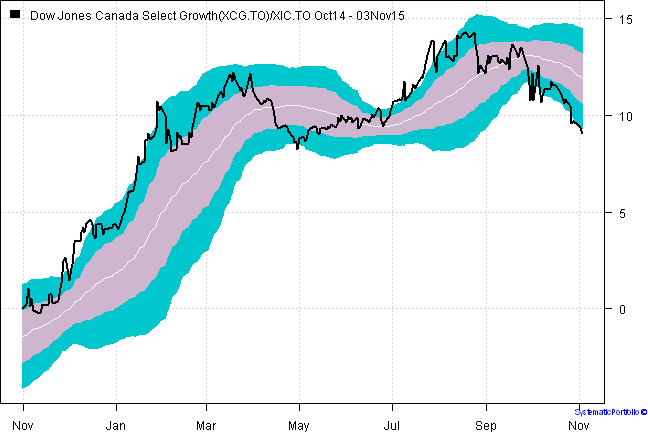 Dow Jones Canada Select Growth(XCG.TO)/XIC.TO Oct14 - 03Nov15
15
10
5
0
SystematicPortfolio ©
Nov Jan Mar May Jul Sep Nov